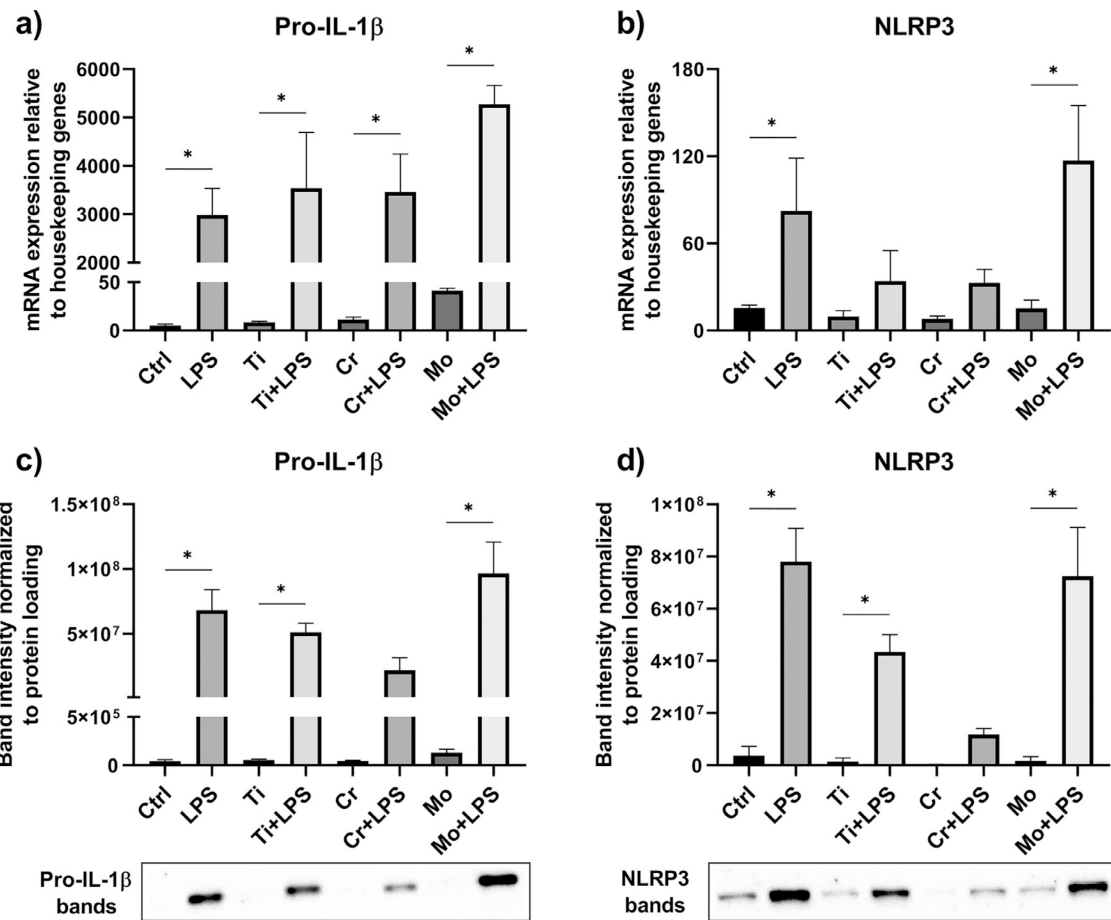 a)
Pro-IL-1β
mRNA expression relative
to housekeeping genes
6000
5000
4000
3000
2000
50
0
*
*
*
*
Ctrl
LPS
Ti
Ti+LPS
Cr
Cr+LPS
Mo
Mo+LPS
b)
NLRP3
mRNA expression relative
to housekeeping genes
180
120
60
0
*
*
Ctrl
LPS
Ti
Ti+LPS
Cr
Cr+LPS
Mo
Mo+LPS
c)
Pro-IL-1β
Band intensity normalized
to protein loading
1.5×10⁸
1×10⁸
5×10⁷
5×10⁵
0
*
*
*
Ctrl
LPS
Ti
Ti+LPS
Cr
Cr+LPS
Mo
Mo+LPS
Pro-IL-1β
bands
d)
NLRP3
Band intensity normalized
to protein loading
1×10⁸
8×10⁷
6×10⁷
4×10⁷
2×10⁷
0
*
*
*
Ctrl
LPS
Ti
Ti+LPS
Cr
Cr+LPS
Mo
Mo+LPS
NLRP3
bands